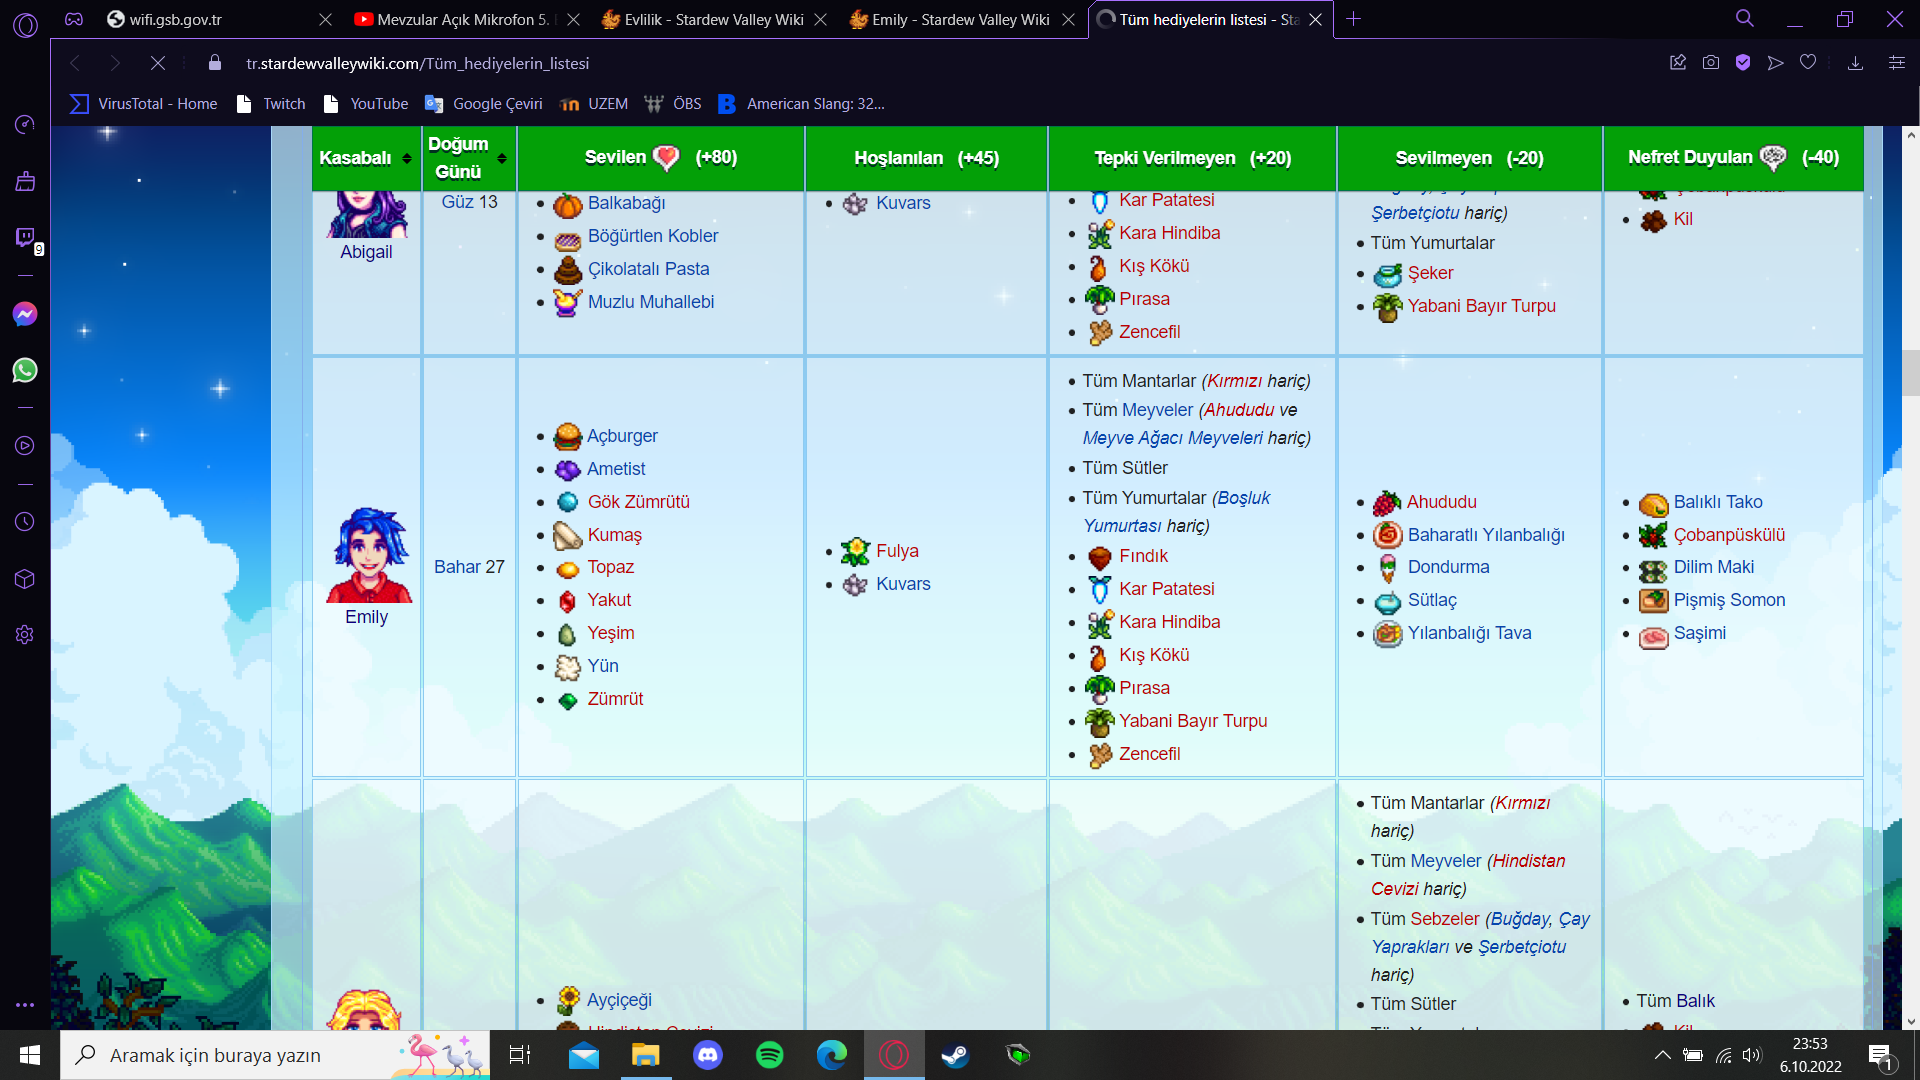 wifi.gsb.gov.tr
Mevzular Açık Mikrofon 5.
Evlilik - Stardew Valley Wiki
Emily - Stardew Valley Wiki
Tüm hediyelerin listesi - Sta
tr.stardewvalleywiki.com/Tüm_hediyelerin_listesi
VirusTotal - Home
Twitch
YouTube
Google Çeviri
UZEM
ÖBS
American Slang: 32...
9
Kasabalı
Doğum
Günü
Sevilen (+80)
Hoşlanılan (+45)
Tepki Verilmeyen (+20)
Sevilmeyen (-20)
Nefret Duyulan (-40)
Abigail
Güz 13
Balkabağı
Böğürtlen Kobler
Çikolatalı Pasta
Muzlu Muhallebi
Kuvars
Kar Patatesi
Kara Hindiba
Kış Kökü
Pırasa
Zencefil
Şerbetçiotu hariç)
Tüm Yumurtalar
Şeker
Yabani Bayır Turpu
Çobanpüskülü
Kil
Emily
Bahar 27
Açburger
Ametist
Gök Zümrütü
Kumaş
Topaz
Yakut
Yeşim
Yün
Zümrüt
Fulya
Kuvars
Tüm Mantarlar (Kırmızı hariç)
Tüm Meyveler (Ahududu ve
Meyve Ağacı Meyveleri hariç)
Tüm Sütler
Tüm Yumurtalar (Boşluk
Yumurtası hariç)
Fındık
Kar Patatesi
Kara Hindiba
Kış Kökü
Pırasa
Yabani Bayır Turpu
Zencefil
Ahududu
Baharatlı Yılanbalığı
Dondurma
Sütlaç
Yılanbalığı Tava
Balıklı Tako
Çobanpüskülü
Dilim Maki
Pişmiş Somon
Saşimi
Ayçiçeği
Hindistan Cevizi
Tüm Mantarlar (Kırmızı
hariç)
Tüm Meyveler (Hindistan
Cevizi hariç)
Tüm Sebzeler (Buğday, Çay
Yaprakları ve Şerbetçiotu
hariç)
Tüm Sütler
Tüm Balık
Kil
Aramak için buraya yazın
23:53
6.10.2022
1